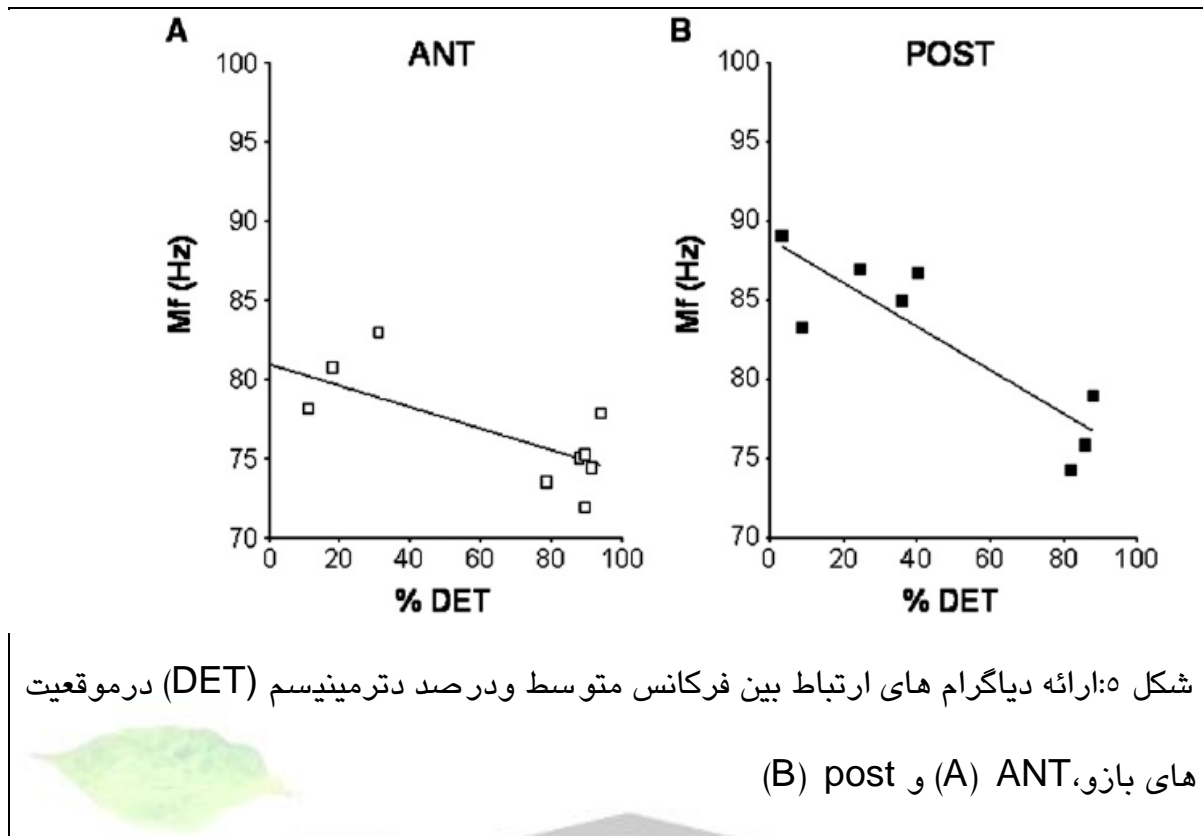 A
ANT
100
95
90
85
80
75
70
Mf (Hz)
0 20 40 60 80 100
% DET
B
POST
100
95
90
85
80
75
70
Mf (Hz)
0 20 40 60 80 100
% DET
شکل ۵:ارائه دیاگرام های ارتباط بین فرکانس متوسط ودرصد دترمینیسم (DET) درموقعیت
های بازو،ANT (A) و post (B)